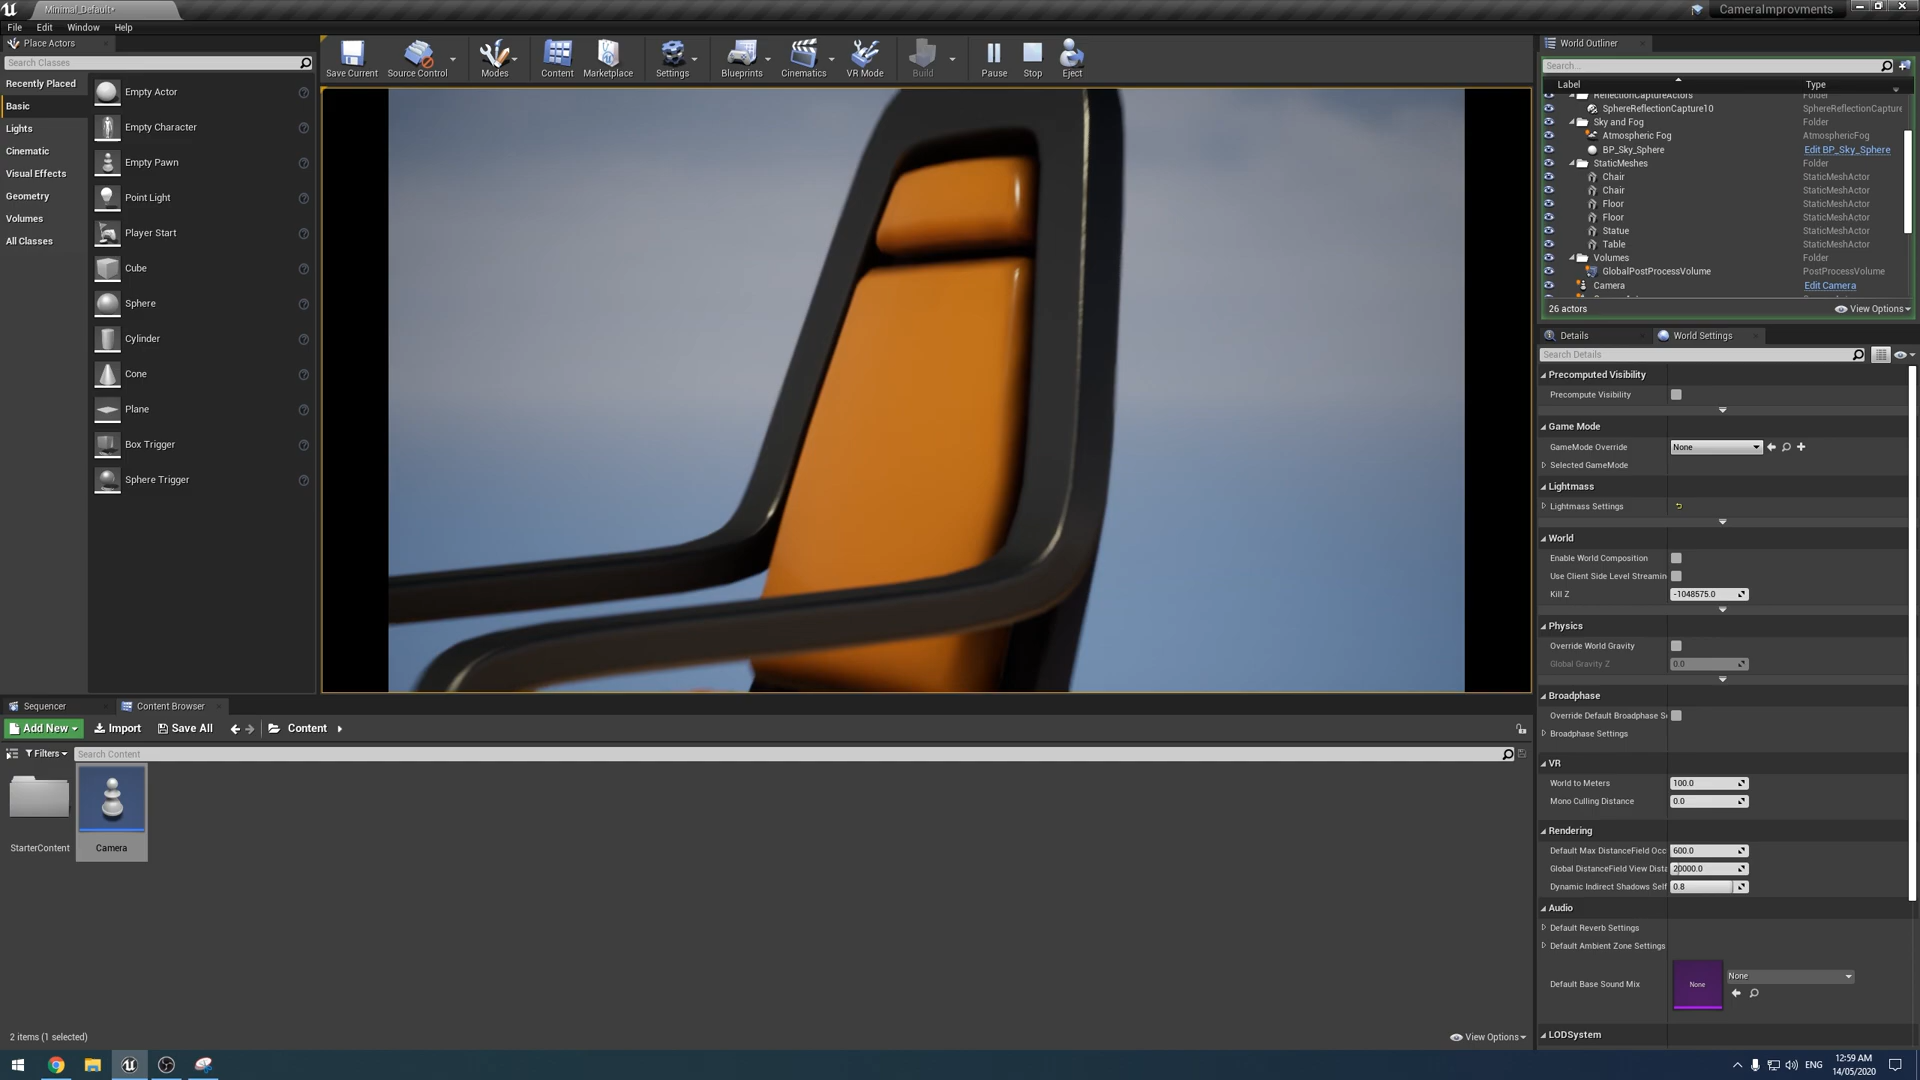 Minimal_Default*
CameraImprovments
File Edit Window Help
Place Actors
Search Classes
Recently Placed
Basic
Lights
Cinematic
Visual Effects
Geometry
Volumes
All Classes
Empty Actor
Empty Character
Empty Pawn
Point Light
Player Start
Cube
Sphere
Cylinder
Cone
Plane
Box Trigger
Sphere Trigger
Save Current
Source Control
Modes
Content
Marketplace
Settings
Blueprints
Cinematics
VR Mode
Build
Pause
Stop
Eject
World Outliner
Search...
Label Type
ReflectionCaptureActors Folder
SphereReflectionCapture10 SphereReflectionCapture
Sky and Fog Folder
Atmospheric Fog AtmosphericFog
BP_Sky_Sphere Edit BP_Sky_Sphere
StaticMeshes Folder
Chair StaticMeshActor
Chair StaticMeshActor
Floor StaticMeshActor
Floor StaticMeshActor
Statue StaticMeshActor
Table StaticMeshActor
Volumes Folder
GlobalPostProcessVolume PostProcessVolume
Camera Edit Camera
26 actors View Options
Details World Settings
Search Details
Precomputed Visibility
Precompute Visibility
Game Mode
GameMode Override None
Selected GameMode
Lightmass
Lightmass Settings
World
Enable World Composition
Use Client Side Level Streamin
Kill Z -1048575.0
Physics
Override World Gravity
Global Gravity Z 0.0
Broadphase
Override Default Broadphase S
Broadphase Settings
VR
World to Meters 100.0
Mono Culling Distance 0.0
Rendering
Default Max DistanceField Occ 600.0
Global DistanceField View Dista 20000.0
Dynamic Indirect Shadows Self 0.8
Audio
Default Reverb Settings
Default Ambient Zone Settings
Default Base Sound Mix None None
LODSystem
Sequencer Content Browser
Add New Import Save All Content
Filters Search Content
StarterContent
Camera
2 items (1 selected) View Options
ENG
12:59 AM
14/05/2020